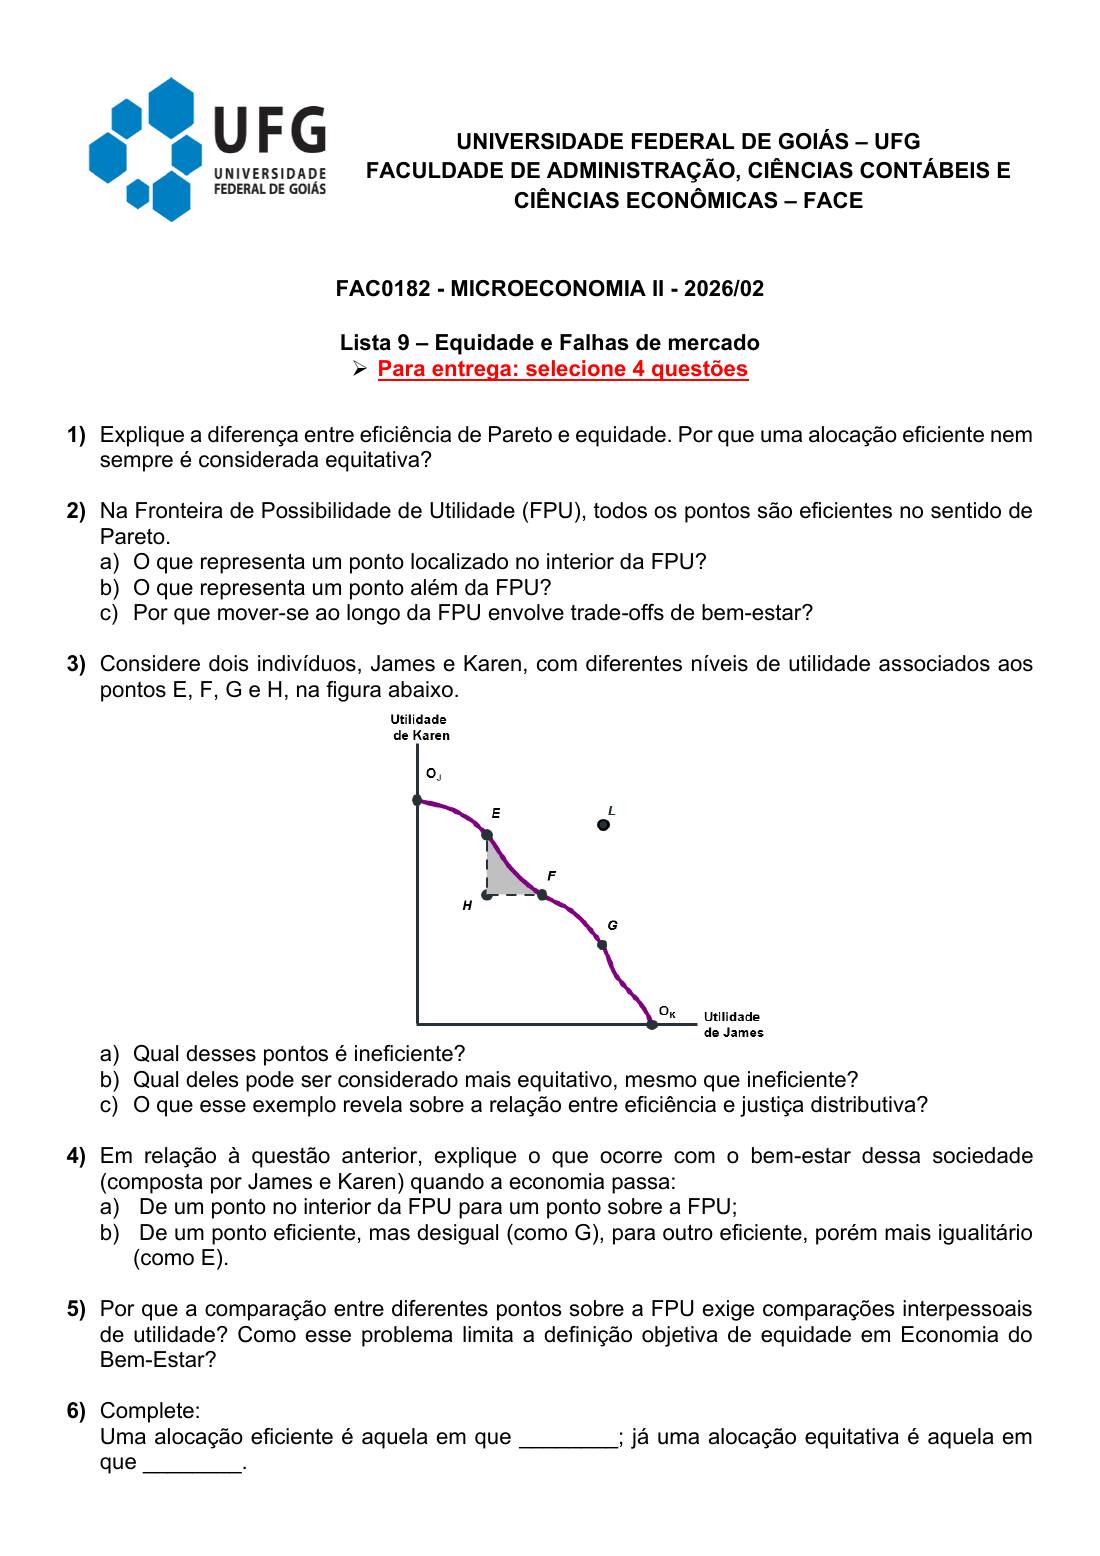 UFG
UNIVERSIDADE
FEDERAL DE GOIÁS
UNIVERSIDADE FEDERAL DE GOIÁS – UFG
FACULDADE DE ADMINISTRAÇÃO, CIÊNCIAS CONTÁBEIS E
CIÊNCIAS ECONÔMICAS – FACE
FAC0182 - MICROECONOMIA II - 2026/02
Lista 9 – Equidade e Falhas de mercado
➢ Para entrega: selecione 4 questões
1) Explique a diferença entre eficiência de Pareto e equidade. Por que uma alocação eficiente nem
sempre é considerada equitativa?
2) Na Fronteira de Possibilidade de Utilidade (FPU), todos os pontos são eficientes no sentido de
Pareto.
a) O que representa um ponto localizado no interior da FPU?
b) O que representa um ponto além da FPU?
c) Por que mover-se ao longo da FPU envolve trade-offs de bem-estar?
3) Considere dois indivíduos, James e Karen, com diferentes níveis de utilidade associados aos
pontos E, F, G e H, na figura abaixo.
Utilidade
de Karen
OJ
E
L
F
H
G
OK
Utilidade
de James
a) Qual desses pontos é ineficiente?
b) Qual deles pode ser considerado mais equitativo, mesmo que ineficiente?
c) O que esse exemplo revela sobre a relação entre eficiência e justiça distributiva?
4) Em relação à questão anterior, explique o que ocorre com o bem-estar dessa sociedade
(composta por James e Karen) quando a economia passa:
a) De um ponto no interior da FPU para um ponto sobre a FPU;
b) De um ponto eficiente, mas desigual (como G), para outro eficiente, porém mais igualitário
(como E).
5) Por que a comparação entre diferentes pontos sobre a FPU exige comparações interpessoais
de utilidade? Como esse problema limita a definição objetiva de equidade em Economia do
Bem-Estar?
6) Complete:
Uma alocação eficiente é aquela em que ________; já uma alocação equitativa é aquela em
que ________.